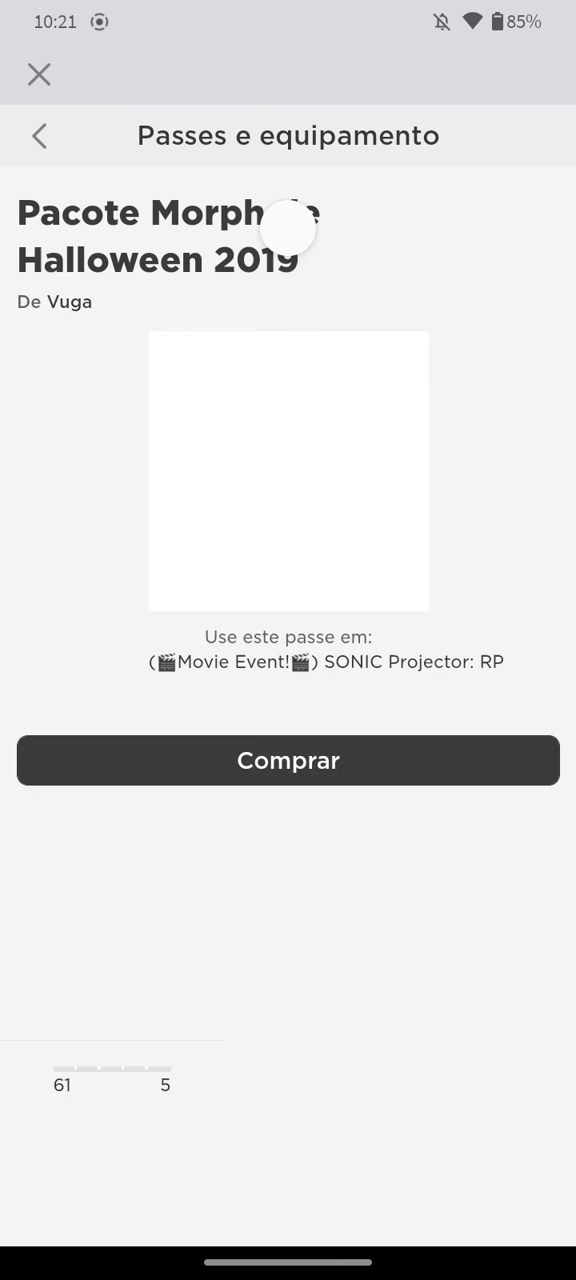 10:21
85%
Passes e equipamento
Pacote Morph
Halloween 2019
De Vuga
Use este passe em:
(🎬Movie Event!🎬) SONIC Projector: RP
Comprar
61 5